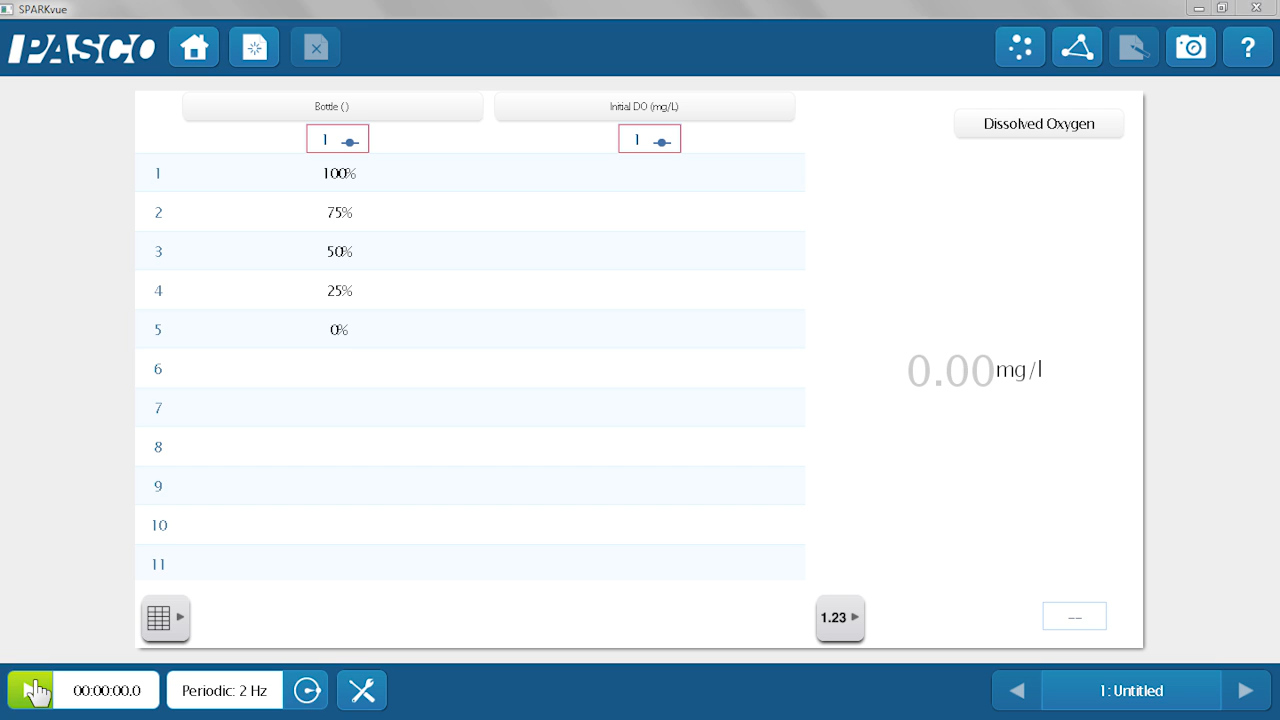 SPARKvue
PASCO
?
Bottle ( )
Initial DO (mg/L)
Dissolved Oxygen
1
1
1 100%
2 75%
3 50%
4 25%
5 0%
6
7
8
9
10
11
0.00mg/l
1.23
--
00:00:00.0
Periodic: 2 Hz
1: Untitled